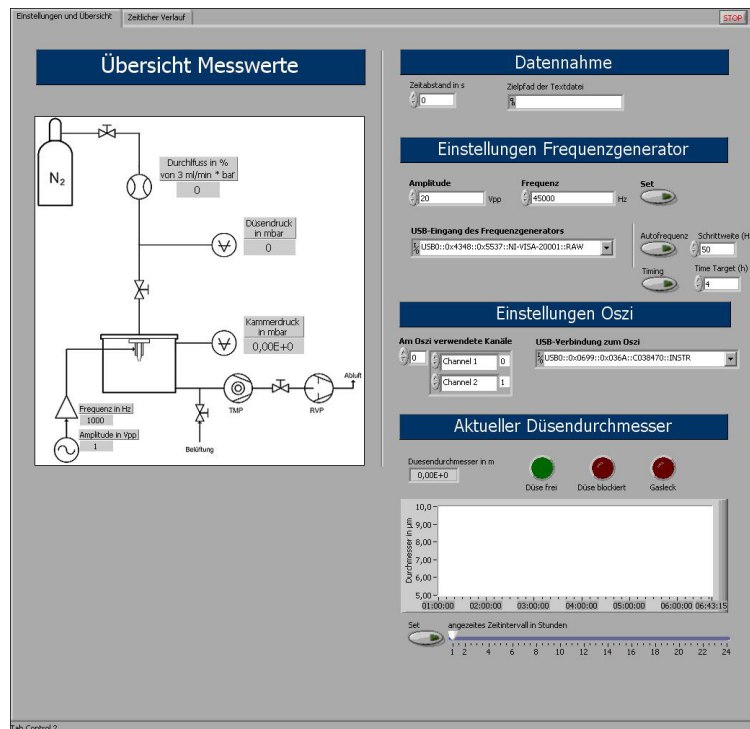 Einstellungen und Übersicht
Zeitlicher Verlauf
STOP
Übersicht Messwerte
N2
Durchlfuss in %
von 3 ml/min * bar
0
Düsendruck
in mbar
0
Kammerdruck
in mbar
0,00E+0
Frequenz in Hz
1000
Amplitude in Vpp
1
Belüftung
TMP
RVP
Abluft
Datennahme
Zeitabstand in s
Zielpfad der Textdatei
0
Einstellungen Frequenzgenerator
Amplitude
Frequenz
Set
20 Vpp
45000 Hz
USB-Eingang des Frequenzgenerators
USB0::0x4348::0x5537::NI-VISA-20001::RAW
Autofrequenz
Schrittweite (H
50
Timing
Time Target (h)
4
Einstellungen Oszi
Am Oszi verwendete Kanäle
USB-Verbindung zum Oszi
0
Channel 1 0
Channel 2 1
USB0::0x0699::0x036A::C038470::INSTR
Aktueller Düsendurchmesser
Duesendurchmesser in m
0,00E+0
Düse frei
Düse blockiert
Gasleck
Durchmesser in µm
10,0
9,00
8,00
7,00
6,00
5,00
01:00:00 02:00:00 03:00:00 04:00:00 05:00:00 06:00:00 06:43:15
Set
angezeites Zeitintervall in Stunden
1 2 4 6 8 10 12 14 16 18 20 22 24
Tab Control 2